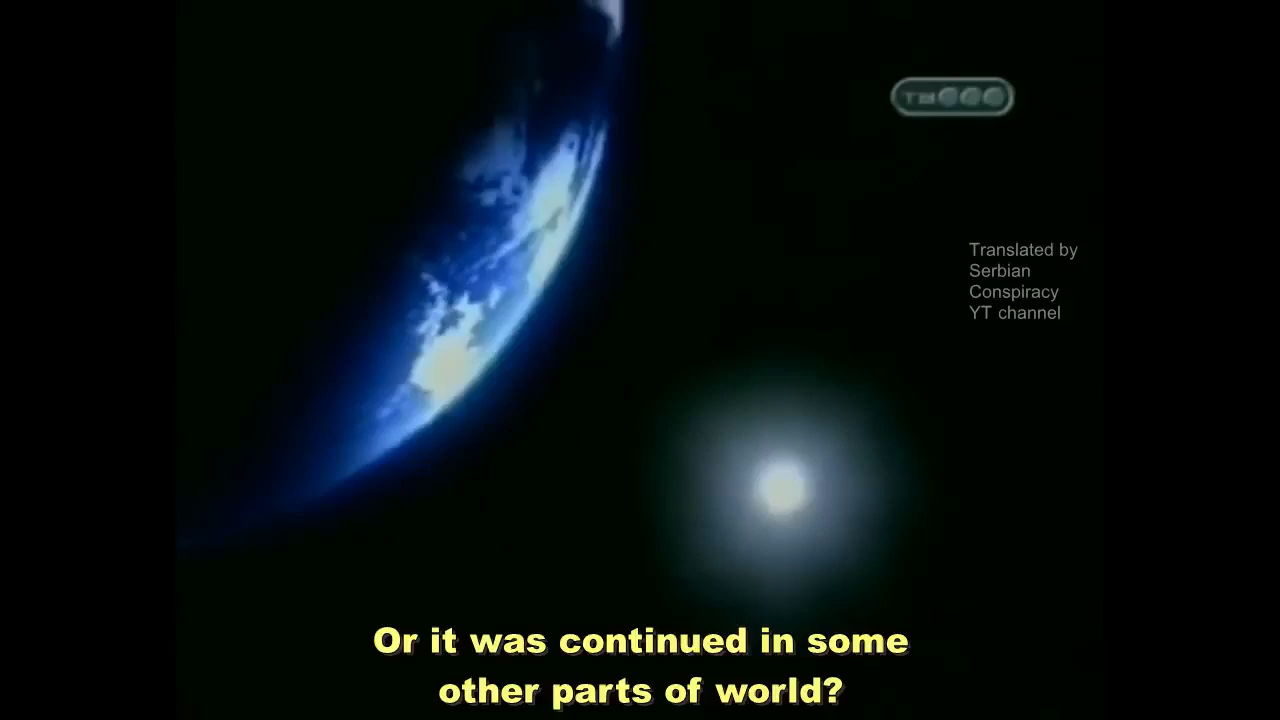 Translated by
Serbian
Conspiracy
YT channel
Or it was continued in some
other parts of world?